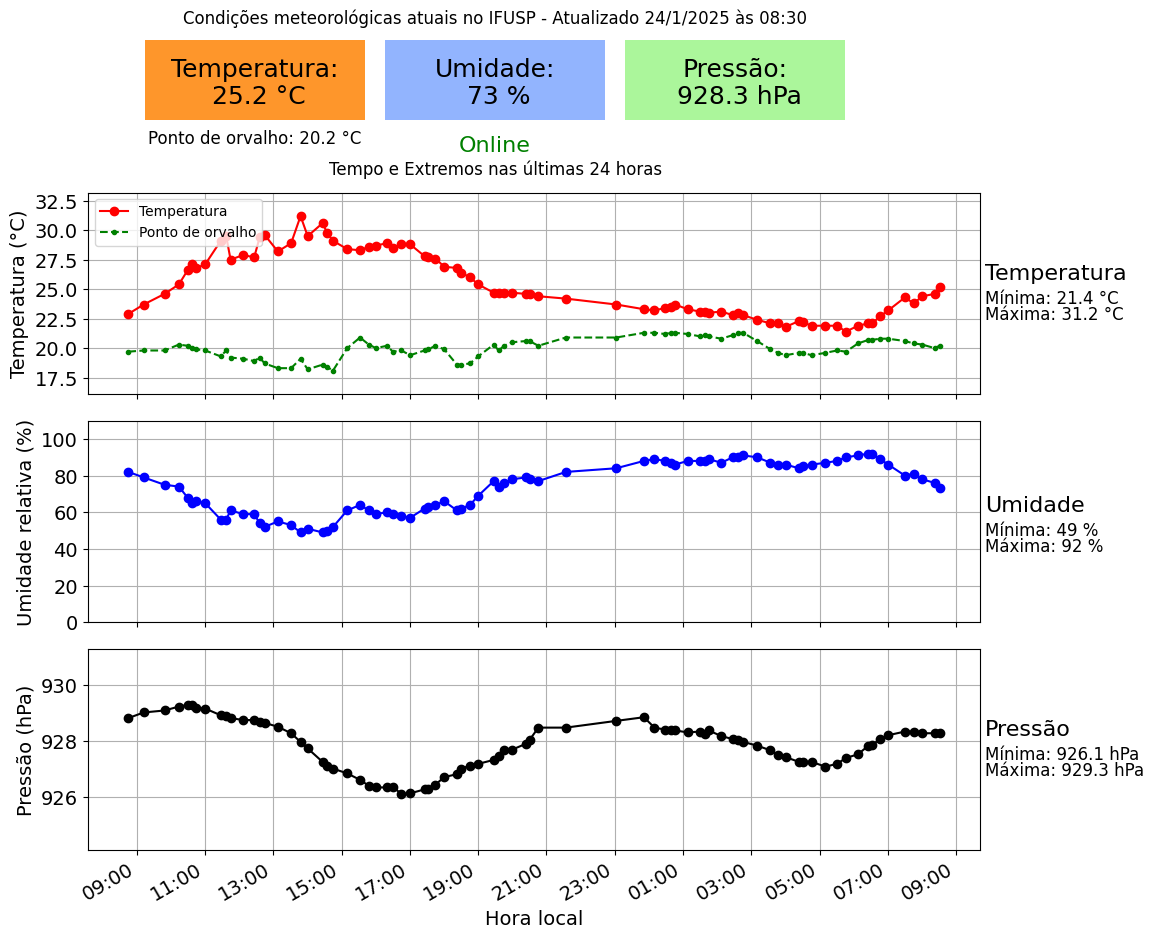 Condições meteorológicas atuais no IFUSP - Atualizado 24/1/2025 às 08:30
Temperatura:
25.2 °C
Umidade:
73 %
Pressão:
928.3 hPa
Ponto de orvalho: 20.2 °C
Online
Tempo e Extremos nas últimas 24 horas
Temperatura (°C)
32.5
30.0
27.5
25.0
22.5
20.0
17.5
Temperatura
Ponto de orvalho
Temperatura
Mínima: 21.4 °C
Máxima: 31.2 °C
Umidade relativa (%)
100
80
60
40
20
0
Umidade
Mínima: 49 %
Máxima: 92 %
Pressão (hPa)
930
928
926
Pressão
Mínima: 926.1 hPa
Máxima: 929.3 hPa
09:00 11:00 13:00 15:00 17:00 19:00 21:00 23:00 01:00 03:00 05:00 07:00 09:00
Hora local